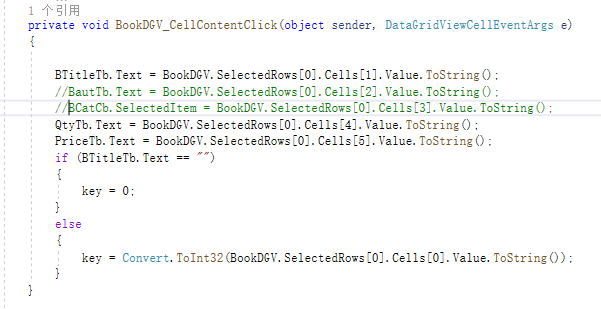 1 个引用
private void BookDGV_CellContentClick(object sender, DataGridViewCellEventArgs e)
{
BTitleTb.Text = BookDGV.SelectedRows[0].Cells[1].Value.ToString();
//BautTb.Text = BookDGV.SelectedRows[0].Cells[2].Value.ToString();
//BCatCb.SelectedItem = BookDGV.SelectedRows[0].Cells[3].Value.ToString();
QtyTb.Text = BookDGV.SelectedRows[0].Cells[4].Value.ToString();
PriceTb.Text = BookDGV.SelectedRows[0].Cells[5].Value.ToString();
if (BTitleTb.Text == "")
{
key = 0;
}
else
{
key = Convert.ToInt32(BookDGV.SelectedRows[0].Cells[0].Value.ToString());
}
}